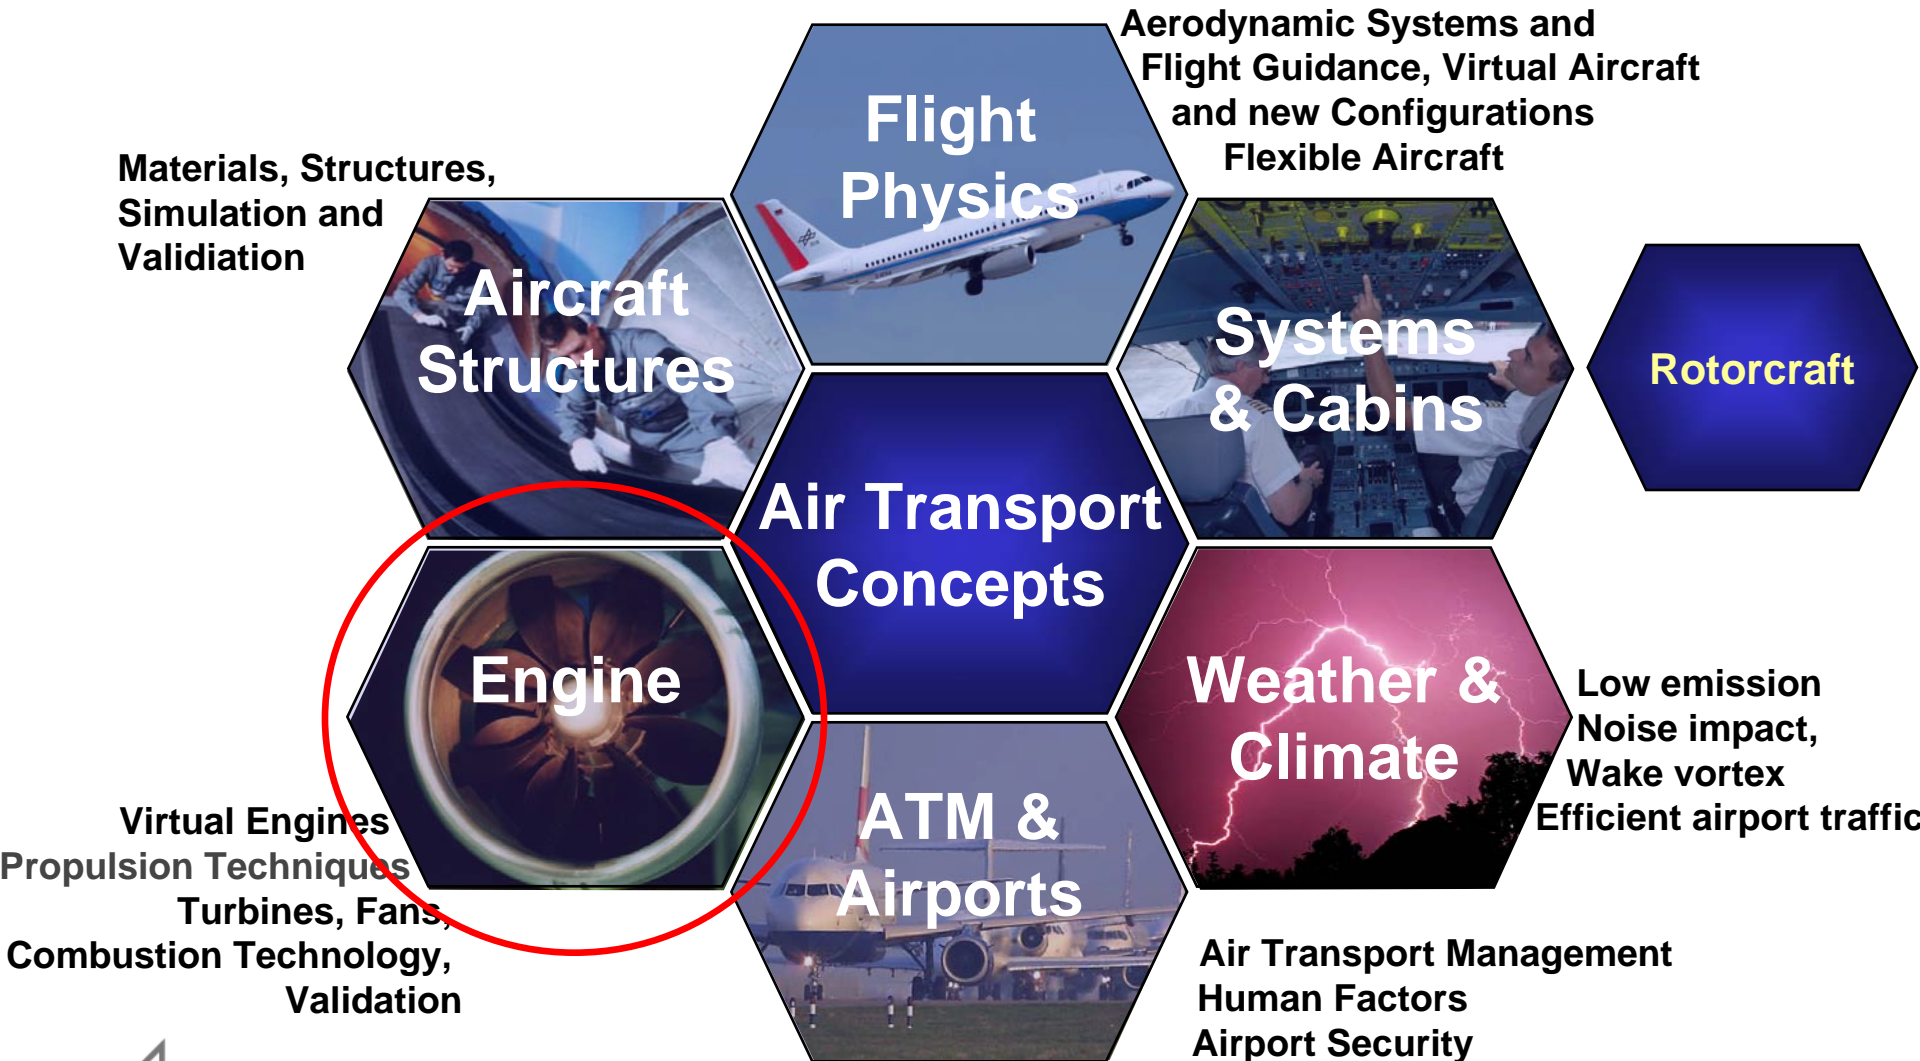 Aerodynamic Systems and
Flight Guidance, Virtual Aircraft
and new Configurations
Flexible Aircraft
Flight
Physics
Materials, Structures,
Simulation and
Validiation
Aircraft
Structures
Systems
& Cabins
Rotorcraft
Air Transport
Concepts
Engine
Weather &
Climate
Low emission
Noise impact,
Wake vortex
Efficient airport traffic
Virtual Engines
Propulsion Techniques
Turbines, Fans,
Combustion Technology,
Validation
ATM &
Airports
Air Transport Management
Human Factors
Airport Security